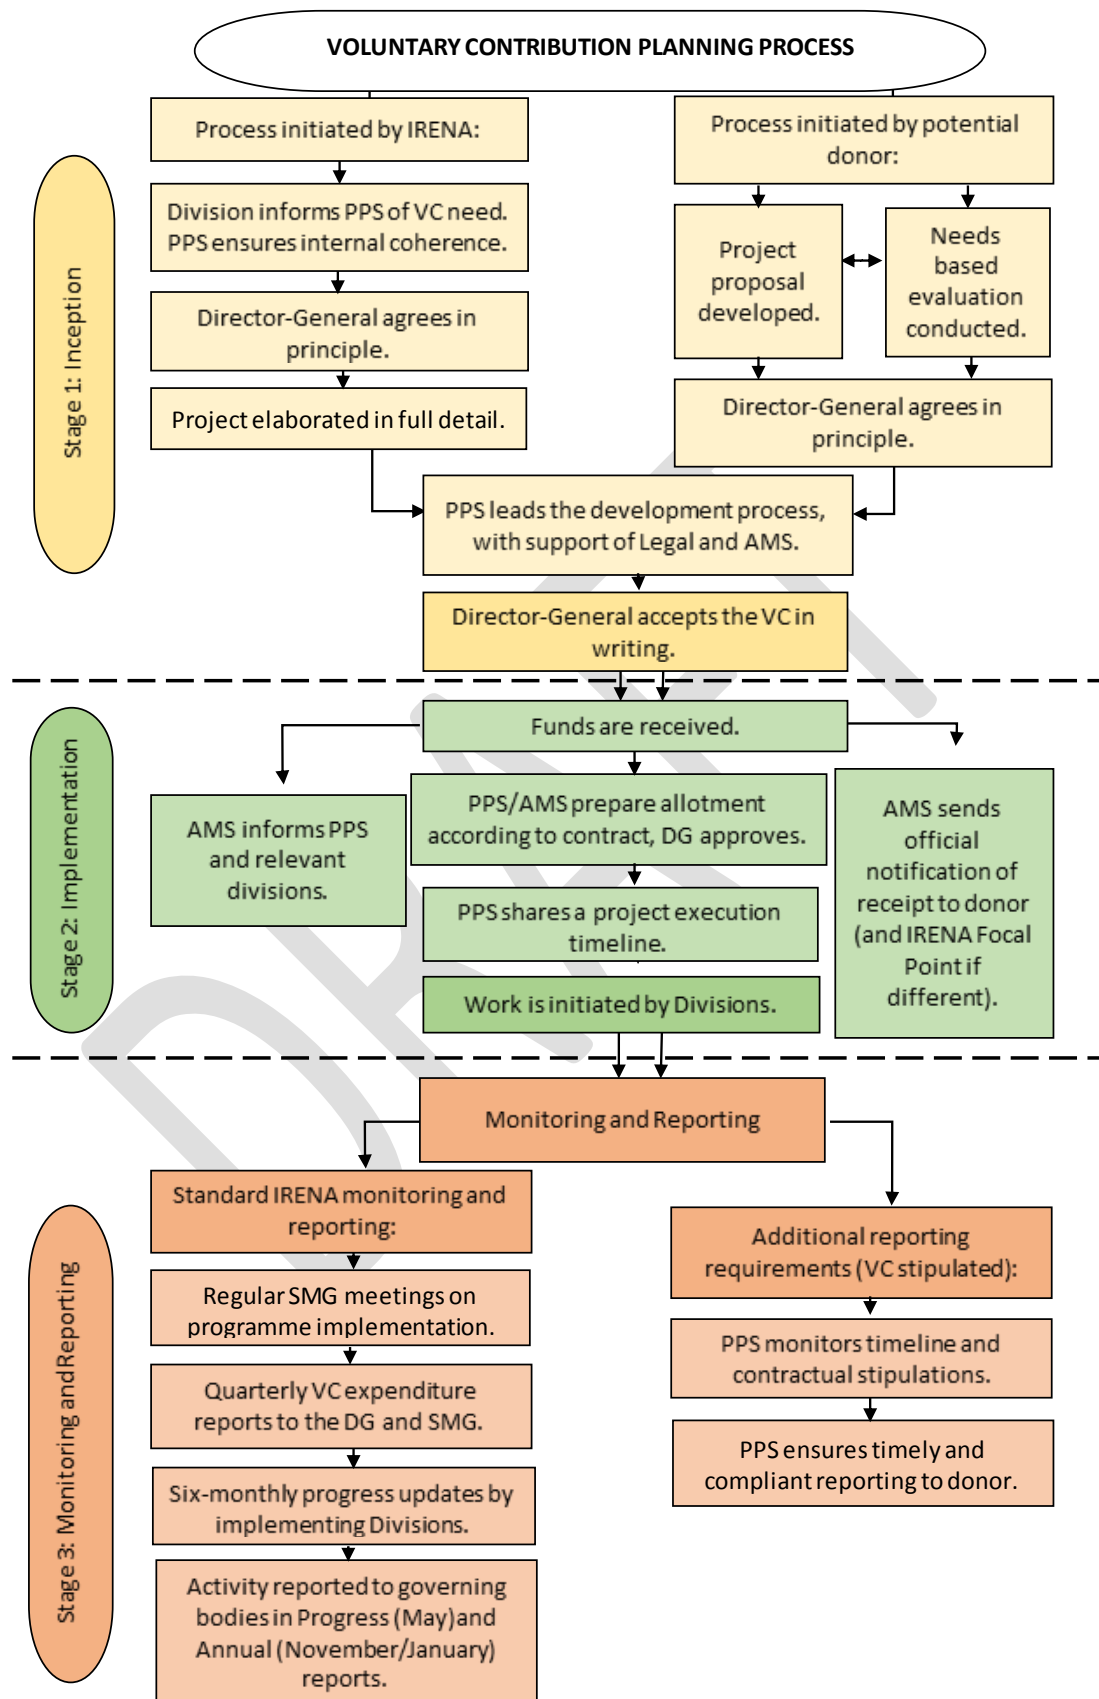 VOLUNTARY CONTRIBUTION PLANNING PROCESS
Stage 1: Inception
Process initiated by IRENA:
Division informs PPS of VC need.
PPS ensures internal coherence.
Director-General agrees in
principle.
Project elaborated in full detail.
Process initiated by potential
donor:
Project
proposal
developed.
Needs
based
evaluation
conducted.
Director-General agrees in
principle.
PPS leads the development process,
with support of Legal and AMS.
Director-General accepts the VC in
writing.
Stage 2: Implementation
Funds are received.
AMS informs PPS
and relevant
divisions.
PPS/AMS prepare allotment
according to contract, DG approves.
PPS shares a project execution
timeline.
Work is initiated by Divisions.
AMS sends
official
notification of
receipt to donor
(and IRENA Focal
Point if
different).
Stage 3: Monitoring and Reporting
Monitoring and Reporting
Standard IRENA monitoring and
reporting:
Regular SMG meetings on
programme implementation.
Quarterly VC expenditure
reports to the DG and SMG.
Six-monthly progress updates by
implementing Divisions.
Activity reported to governing
bodies in Progress (May)and
Annual (November/January)
reports.
Additional reporting
requirements (VC stipulated):
PPS monitors timeline and
contractual stipulations.
PPS ensures timely and
compliant reporting to donor.
DRAFT